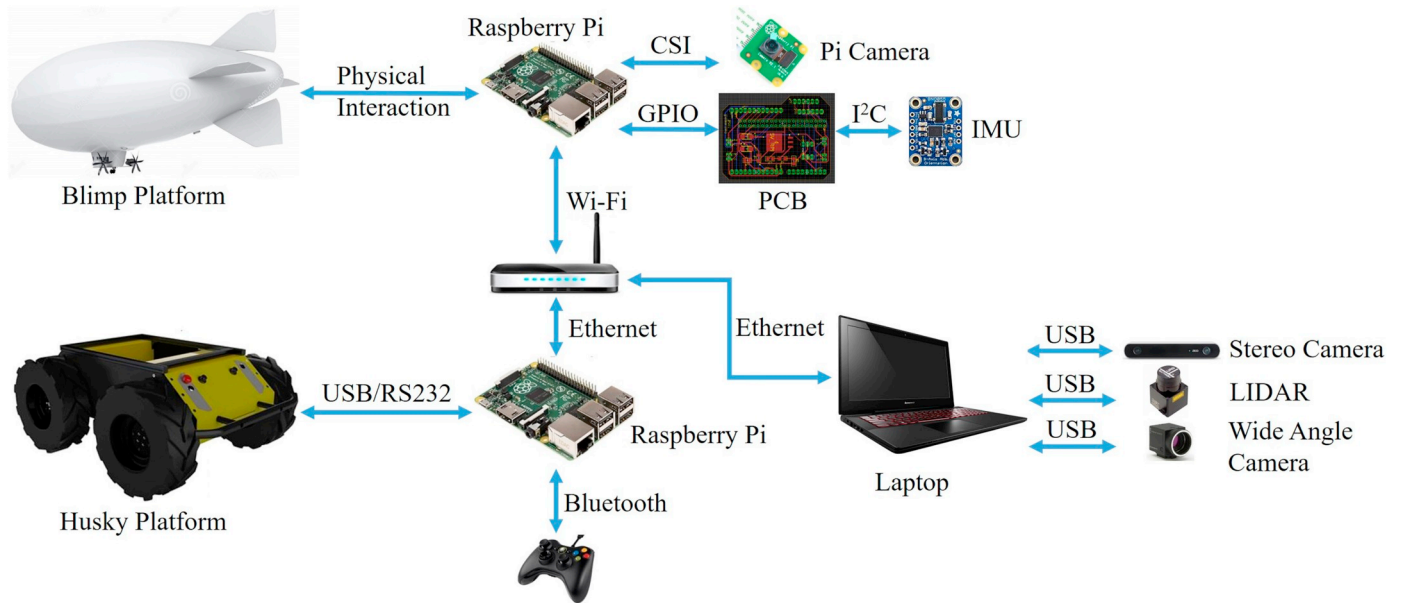 Raspberry Pi
CSI
Pi Camera
Physical
Interaction
GPIO
I²C
IMU
Blimp Platform
PCB
Wi-Fi
Ethernet
Ethernet
USB
Stereo Camera
USB
LIDAR
USB/RS232
Raspberry Pi
USB
Wide Angle
Camera
Laptop
Husky Platform
Bluetooth